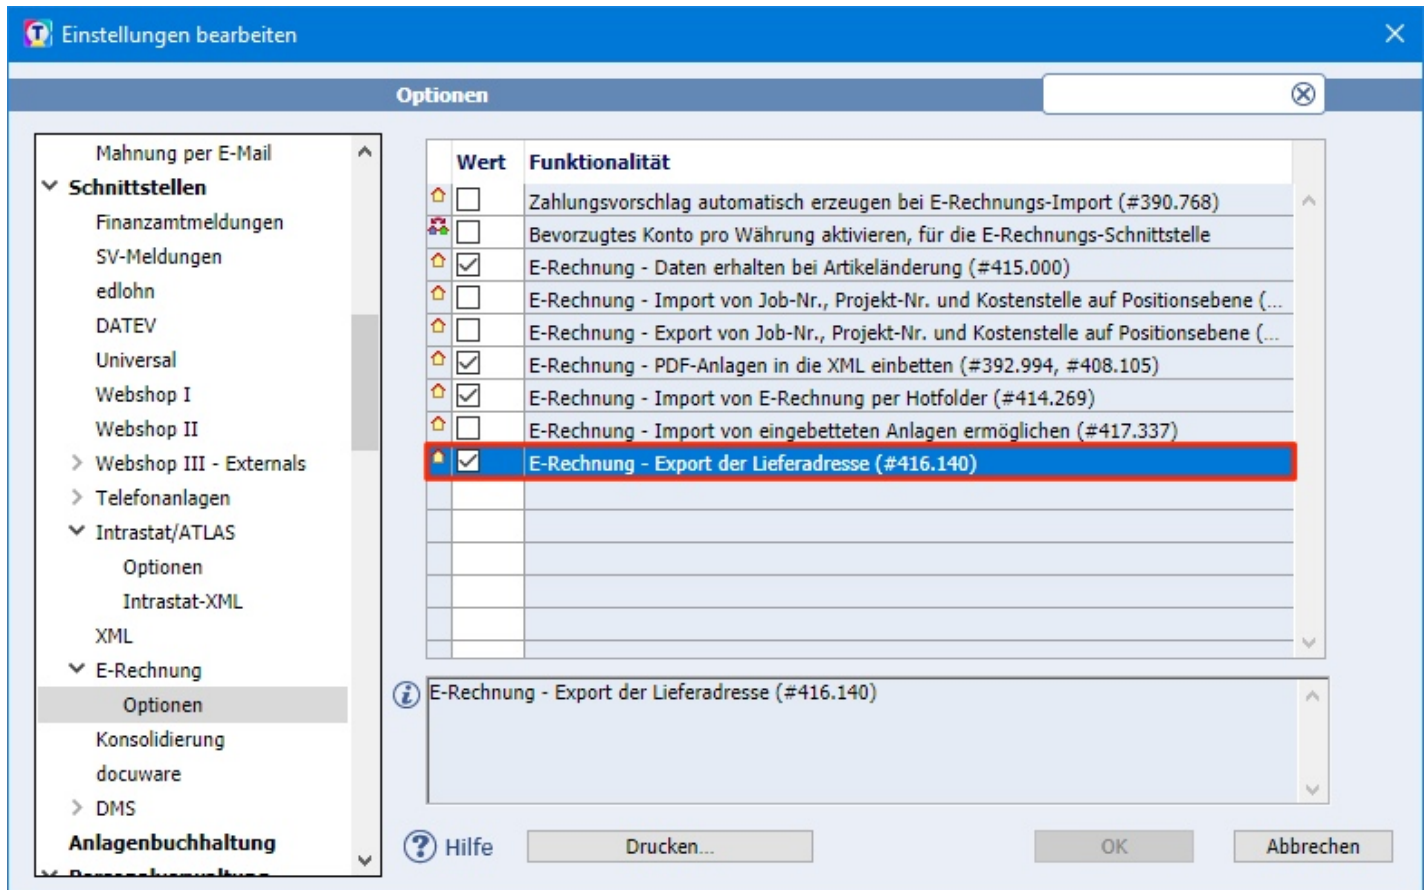 Einstellungen bearbeiten
Optionen
Mahnung per E-Mail
Schnittstellen
Finanzamtmeldungen
SV-Meldungen
edlohn
DATEV
Universal
Webshop I
Webshop II
Webshop III - Externals
Telefonanlagen
Intrastat/ATLAS
Optionen
Intrastat-XML
XML
E-Rechnung
Optionen
Konsolidierung
docuware
DMS
Anlagenbuchhaltung
Wert Funktionalität
Zahlungsvorschlag automatisch erzeugen bei E-Rechnungs-Import (#390.768)
Bevorzugtes Konto pro Währung aktivieren, für die E-Rechnungs-Schnittstelle
E-Rechnung - Daten erhalten bei Artikeländerung (#415.000)
E-Rechnung - Import von Job-Nr., Projekt-Nr. und Kostenstelle auf Positionsebene (...
E-Rechnung - Export von Job-Nr., Projekt-Nr. und Kostenstelle auf Positionsebene (...
E-Rechnung - PDF-Anlagen in die XML einbetten (#392.994, #408.105)
E-Rechnung - Import von E-Rechnung per Hotfolder (#414.269)
E-Rechnung - Import von eingebetteten Anlagen ermöglichen (#417.337)
E-Rechnung - Export der Lieferadresse (#416.140)
E-Rechnung - Export der Lieferadresse (#416.140)
Hilfe
Drucken...
OK
Abbrechen